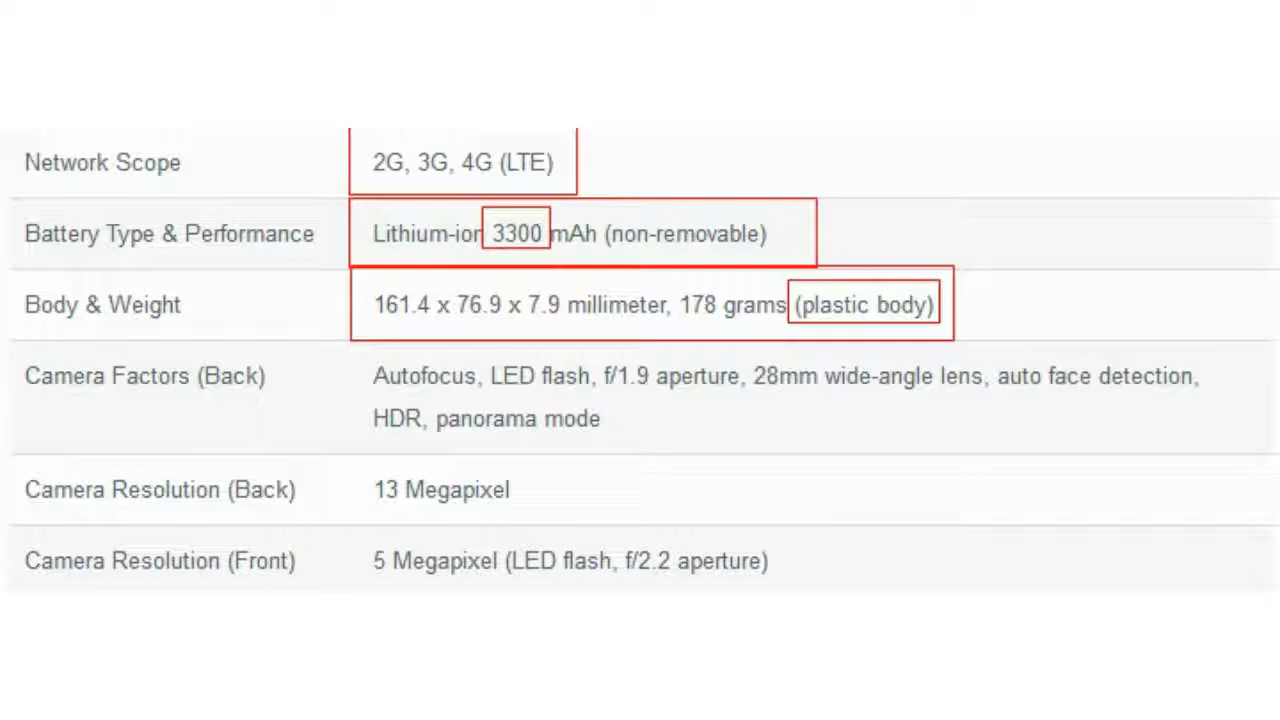 Network Scope 2G, 3G, 4G (LTE)
Battery Type & Performance Lithium-ion 3300 mAh (non-removable)
Body & Weight 161.4 x 76.9 x 7.9 millimeter, 178 grams (plastic body)
Camera Factors (Back) Autofocus, LED flash, f/1.9 aperture, 28mm wide-angle lens, auto face detection,
HDR, panorama mode
Camera Resolution (Back) 13 Megapixel
Camera Resolution (Front) 5 Megapixel (LED flash, f/2.2 aperture)